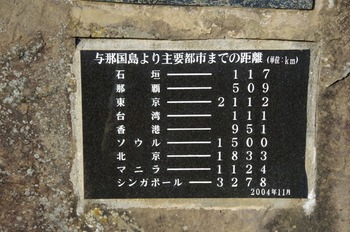 与那国島より主要都市までの距離(単位:km)
石垣――117
那覇――509
東京――2112
台湾――111
香港――951
ソウル――1500
北京――1833
マニラ――1124
シンガポール――3278
2004年11月